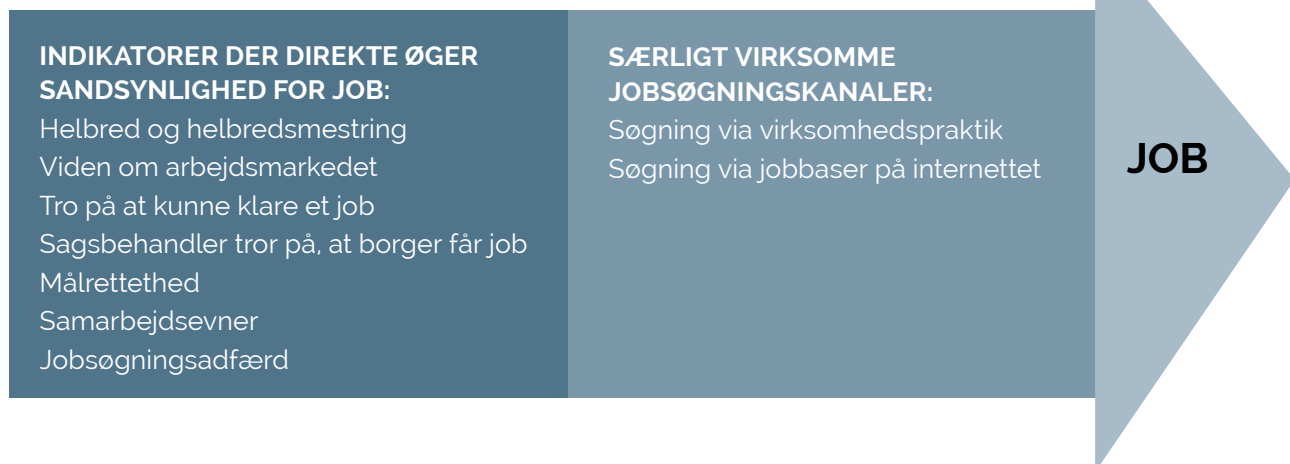 INDIKATORER DER DIREKTE ØGER
SANDSYNLIGHED FOR JOB:
Helbred og helbredsmestring
Viden om arbejdsmarkedet
Tro på at kunne klare et job
Sagsbehandler tror på, at borger får job
Målrettethed
Samarbejdsevner
Jobsøgningsadfærd
SÆRLIGT VIRKSOMME
JOBSØGNINGSKANALER:
Søgning via virksomhedspraktik
Søgning via jobbaser på internettet
JOB